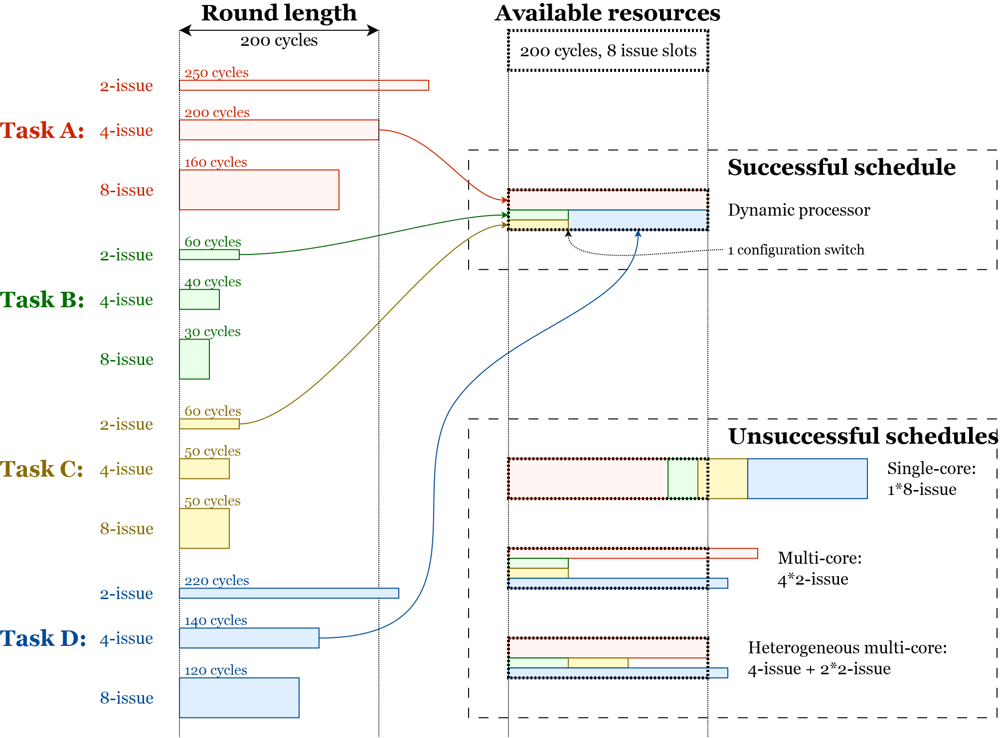 Round length
200 cycles
Available resources
200 cycles, 8 issue slots
Task A:
2-issue
250 cycles
4-issue
200 cycles
8-issue
160 cycles
Task B:
2-issue
60 cycles
4-issue
40 cycles
8-issue
30 cycles
Task C:
2-issue
60 cycles
4-issue
50 cycles
8-issue
50 cycles
Task D:
2-issue
220 cycles
4-issue
140 cycles
8-issue
120 cycles
Successful schedule
Dynamic processor
1 configuration switch
Unsuccessful schedules
Single-core:
1*8-issue
Multi-core:
4*2-issue
Heterogeneous multi-core:
4-issue + 2*2-issue